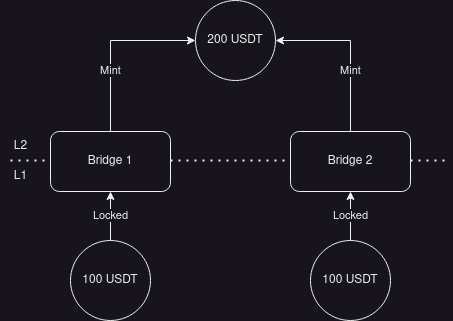 200 USDT
Mint
Mint
L2
Bridge 1
Bridge 2
L1
Locked
Locked
100 USDT
100 USDT